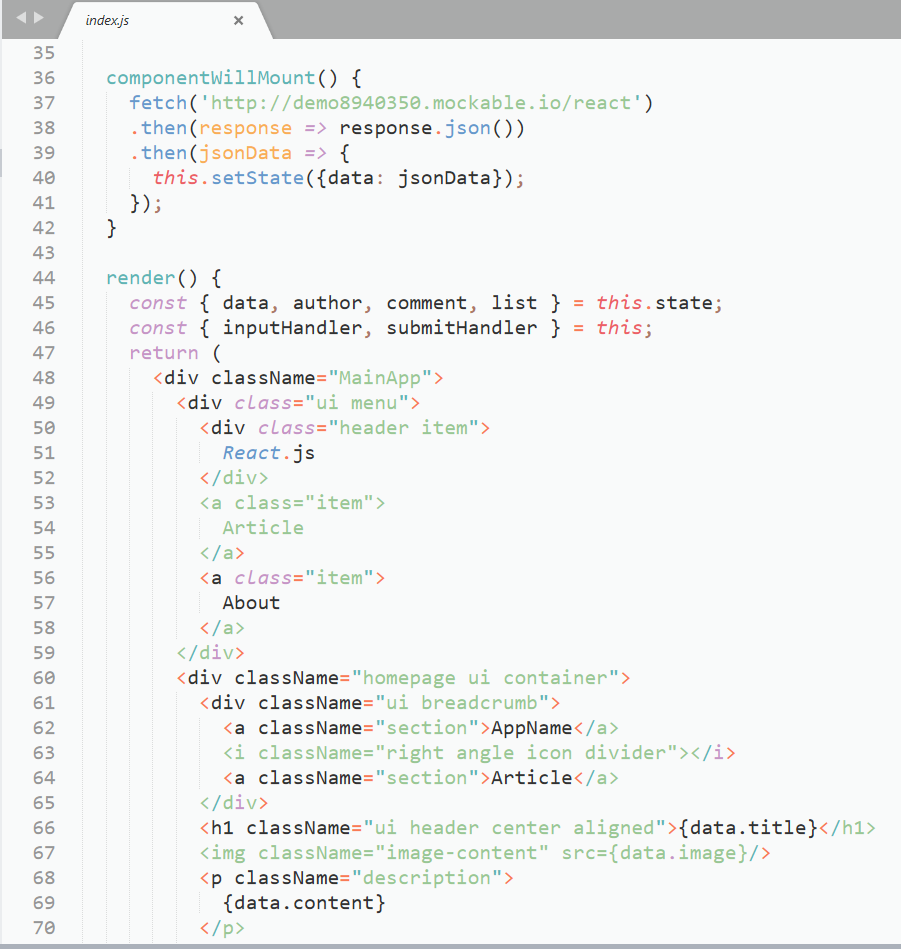 index.js
35
36 componentWillMount() {
37 fetch('http://demo8940350.mockable.io/react')
38 .then(response => response.json())
39 .then(jsonData => {
40 this.setState({data: jsonData});
41 });
42 }
43
44 render() {
45 const { data, author, comment, list } = this.state;
46 const { inputHandler, submitHandler } = this;
47 return (
48 <div className="MainApp">
49 <div class="ui menu">
50 <div class="header item">
51 React.js
52 </div>
53 <a class="item">
54 Article
55 </a>
56 <a class="item">
57 About
58 </a>
59 </div>
60 <div className="homepage ui container">
61 <div className="ui breadcrumb">
62 <a className="section">AppName</a>
63 <i className="right angle icon divider"></i>
64 <a className="section">Article</a>
65 </div>
66 <h1 className="ui header center aligned">{data.title}</h1>
67 <img className="image-content" src={data.image}/>
68 <p className="description">
69 {data.content}
70 </p>